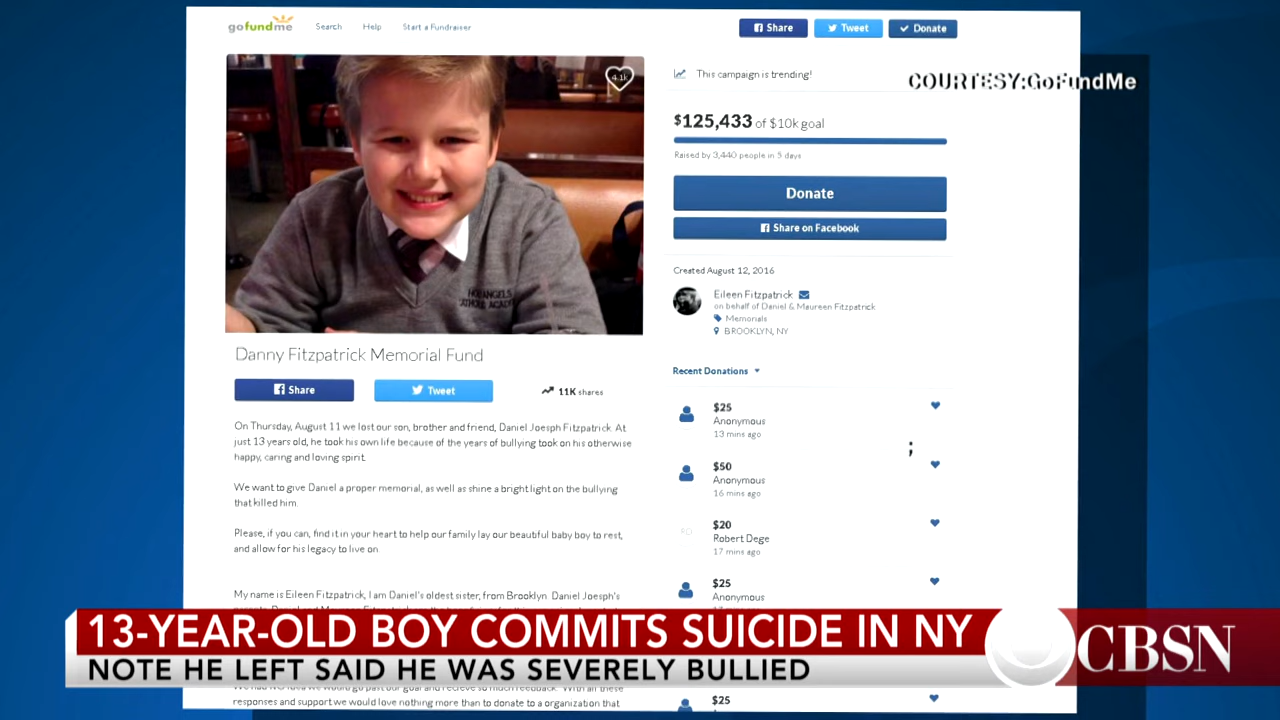 gofundme
Search
Help
Start a Fundraiser
Share
Tweet
Donate
4.1k
This campaign is trending!
COURTESY:GoFundMe
$125,433 of $10k goal
Raised by 3,440 people in 5 days
Donate
Share on Facebook
Created August 12, 2016
Eileen Fitzpatrick
on behalf of Daniel & Maureen Fitzpatrick
Memorials
BROOKLYN, NY
Danny Fitzpatrick Memorial Fund
Share
Tweet
11K shares
On Thursday, August 11 we lost our son, brother and friend, Daniel Joesph Fitzpatrick. At
just 13 years old, he took his own life because of the years of bullying took on his otherwise
happy, caring and loving spirit.
We want to give Daniel a proper memorial, as well as shine a bright light on the bullying
that killed him.
Please, if you can, find it in your heart to help our family lay our beautiful baby boy to rest,
and allow for his legacy to live on.
My name is Eileen Fitzpatrick, I am Daniel's oldest sister, from Brooklyn. Daniel Joesph's
Recent Donations
$25
Anonymous
13 mins ago
;
$50
Anonymous
16 mins ago
$20
Robert Dege
17 mins ago
$25
Anonymous
13-YEAR-OLD BOY COMMITS SUICIDE IN NY
NOTE HE LEFT SAID HE WAS SEVERELY BULLIED
CBSN
responses and support we would love nothing more than to donate to a organization that
$25